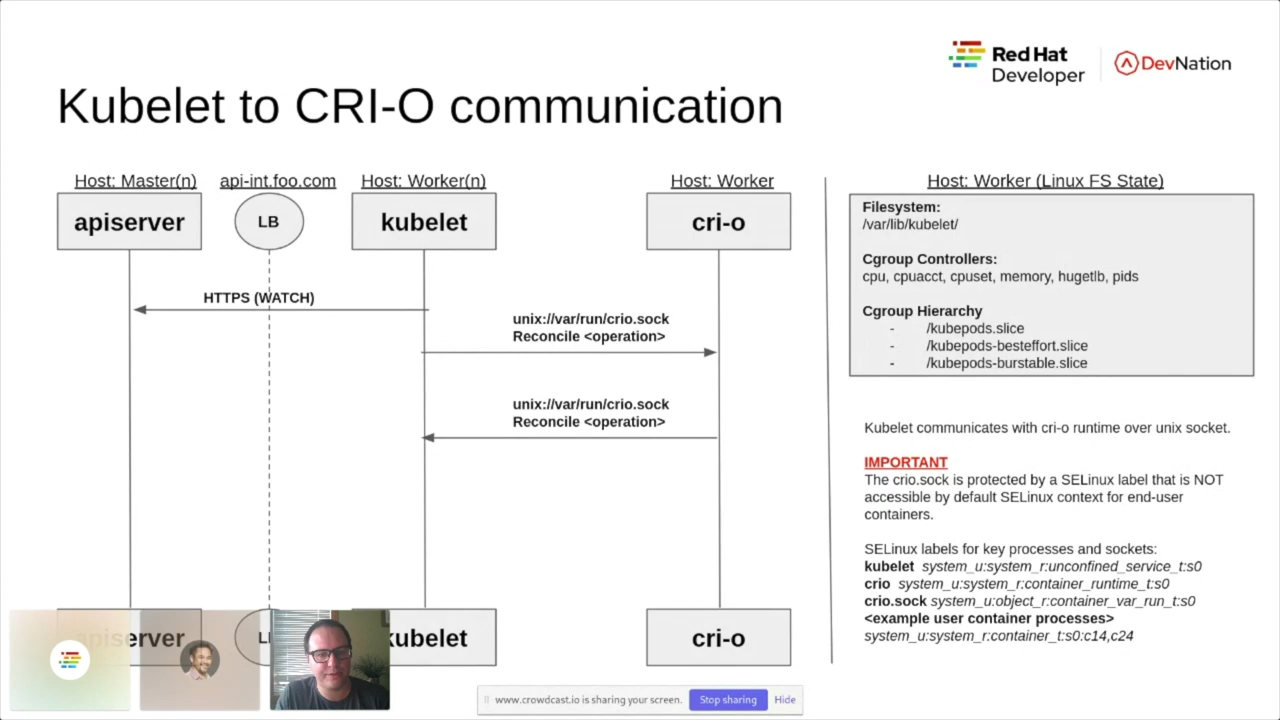 Red Hat
Developer
DevNation
Kubelet to CRI-O communication
Host: Master(n)
api-int.foo.com
Host: Worker(n)
Host: Worker
apiserver
LB
kubelet
cri-o
HTTPS (WATCH)
unix://var/run/crio.sock
Reconcile <operation>
unix://var/run/crio.sock
Reconcile <operation>
Host: Worker (Linux FS State)
Filesystem:
/var/lib/kubelet/
Cgroup Controllers:
cpu, cpuacct, cpuset, memory, hugetlb, pids
Cgroup Hierarchy
- /kubepods.slice
- /kubepods-besteffort.slice
- /kubepods-burstable.slice
Kubelet communicates with cri-o runtime over unix socket.
IMPORTANT
The crio.sock is protected by a SELinux label that is NOT
accessible by default SELinux context for end-user
containers.
SELinux labels for key processes and sockets:
kubelet system_u:system_r:unconfined_service_t:s0
crio system_u:system_r:container_runtime_t:s0
crio.sock system_u:object_r:container_var_run_t:s0
<example user container processes>
system_u:system_r:container_t:s0:c14,c24
apiserver
kubelet
cri-o
www.crowdcast.io is sharing your screen.
Stop sharing
Hide